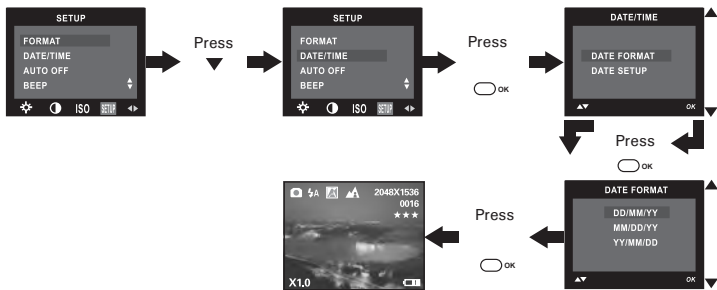 SETUP
FORMAT
DATE/TIME
AUTO OFF
BEEP
ISO SETUP
Press
SETUP
FORMAT
DATE/TIME
AUTO OFF
BEEP
ISO SETUP
Press
OK
DATE/TIME
DATE FORMAT
DATE SETUP
OK
Press
OK
DATE FORMAT
DD/MM/YY
MM/DD/YY
YY/MM/DD
OK
Press
OK
A 2048X1536
0016
X1.0